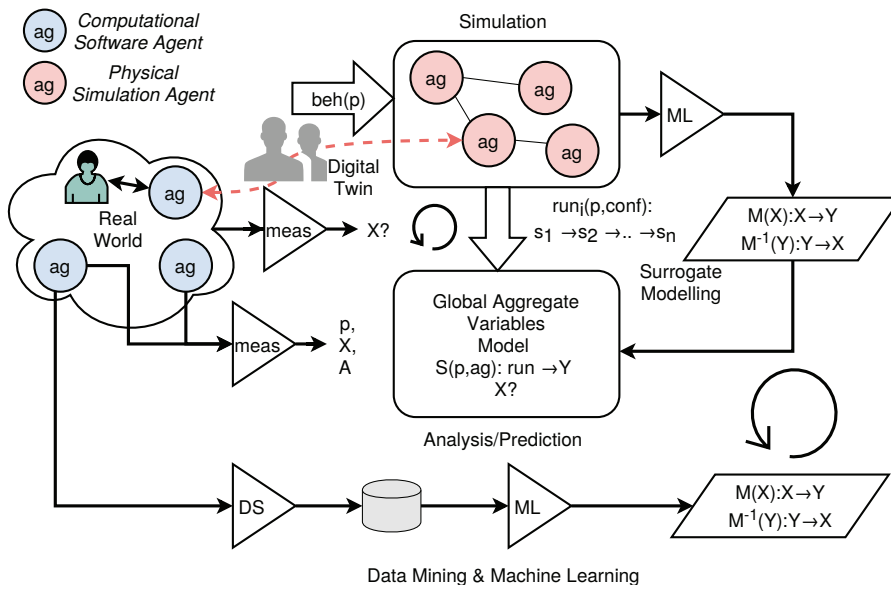 ag
Computational
Software Agent
ag
Physical
Simulation Agent
Simulation
beh(p)
ag
ag
ag
ag
ML
Digital
Twin
ag
Real
World
ag
ag
meas
X?
run_i(p,conf):
s_1 →s_2 →.. →s_n
M(X):X→Y
M^-1(Y):Y→X
Surrogate
Modelling
meas
p,
X,
A
Global Aggregate
Variables
Model
S(p,ag): run →Y
X?
Analysis/Prediction
DS
ML
M(X):X→Y
M^-1(Y):Y→X
Data Mining & Machine Learning